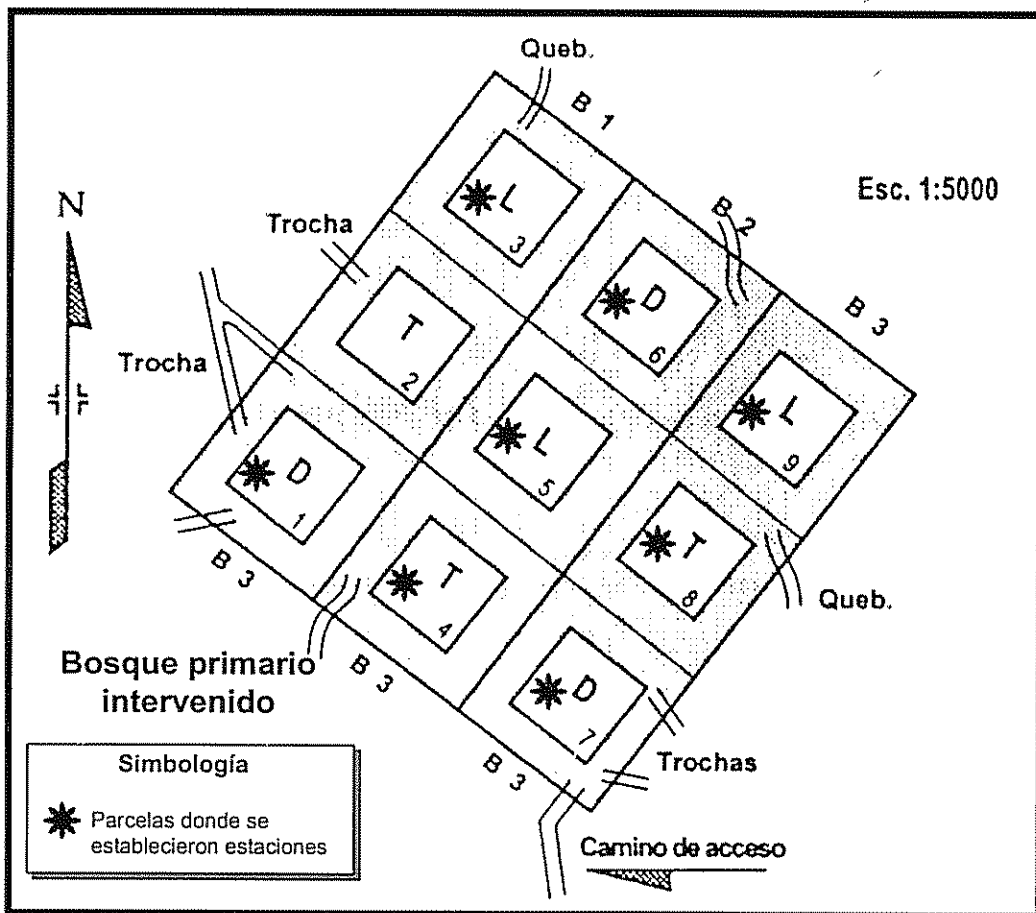 Queb.
B 1
Esc. 1:5000
N
L
3
B 2
Trocha
D
6
B 3
T
2
Trocha
L
9
L
5
D
1
T
8
B 3
T
4
Queb.
Bosque primario
intervenido
B 3
D
7
Trochas
B 3
Simbología
Parcelas donde se
establecieron estaciones
Camino de acceso